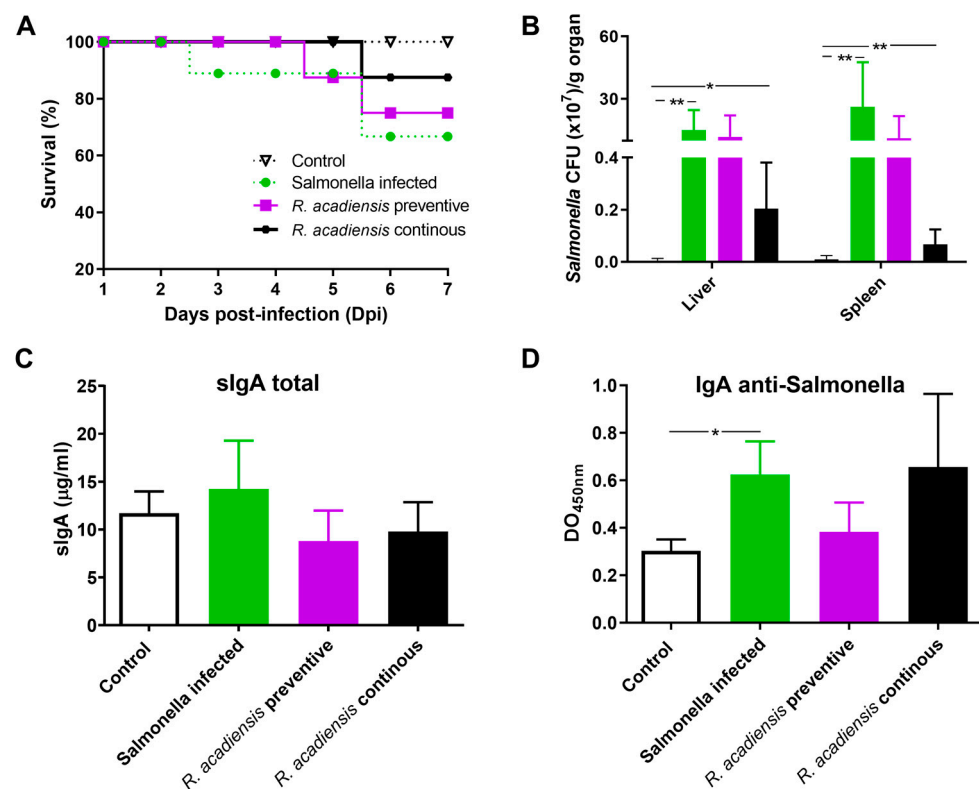 A
Survival (%)
100
80
60
40
20
1 2 3 4 5 6 7
Days post-infection (Dpi)
Control
Salmonella infected
R. acadiensis preventive
R. acadiensis continous
B
Salmonella CFU (x10⁷)/g organ
60
30
0.4
0.2
0.0
**
*
**
**
Liver
Spleen
C
sIgA total
sIgA (µg/ml)
25
20
15
10
5
0
Control
Salmonella infected
R. acadiensis preventive
R. acadiensis continous
D
IgA anti-Salmonella
DO450nm
1.0
0.8
0.6
0.4
0.2
0.0
*
Control
Salmonella infected
R. acadiensis preventive
R. acadiensis continous